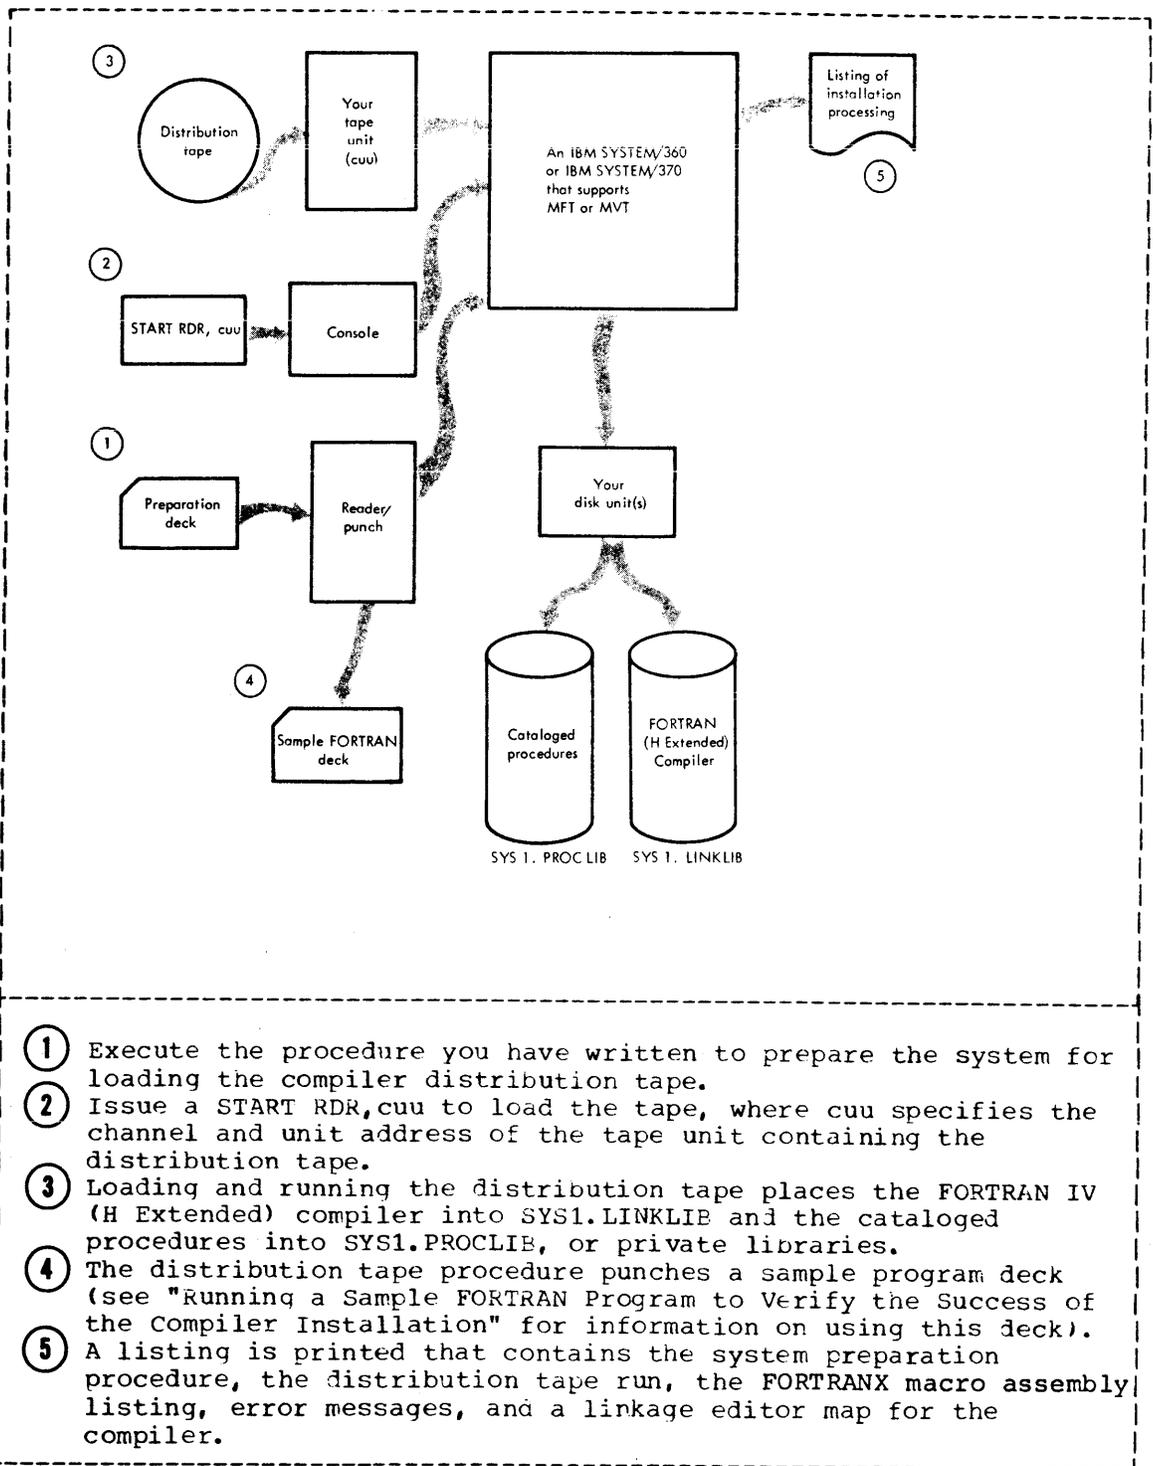 3
Distribution
tape
Your
tape
unit
(cuu)
An IBM SYSTEM/360
or IBM SYSTEM/370
that supports
MFT or MVT
Listing of
installation
processing
5
2
START RDR, cuu
Console
1
Preparation
deck
Reader/
punch
Your
disk unit(s)
4
Sample FORTRAN
deck
Cataloged
procedures
FORTRAN
(H Extended)
Compiler
SYS 1. PROC LIB
SYS 1. LINKLIB
1 Execute the procedure you have written to prepare the system for
loading the compiler distribution tape.
2 Issue a START RDR,cuu to load the tape, where cuu specifies the
channel and unit address of the tape unit containing the
distribution tape.
3 Loading and running the distribution tape places the FORTRAN IV
(H Extended) compiler into SYS1.LINKLIB and the cataloged
procedures into SYS1.PROCLIB, or private libraries.
4 The distribution tape procedure punches a sample program deck
(see "Running a Sample FORTRAN Program to Verify the Success of
the Compiler Installation" for information on using this deck).
5 A listing is printed that contains the system preparation
procedure, the distribution tape run, the FORTRANX macro assembly
listing, error messages, and a linkage editor map for the
compiler.